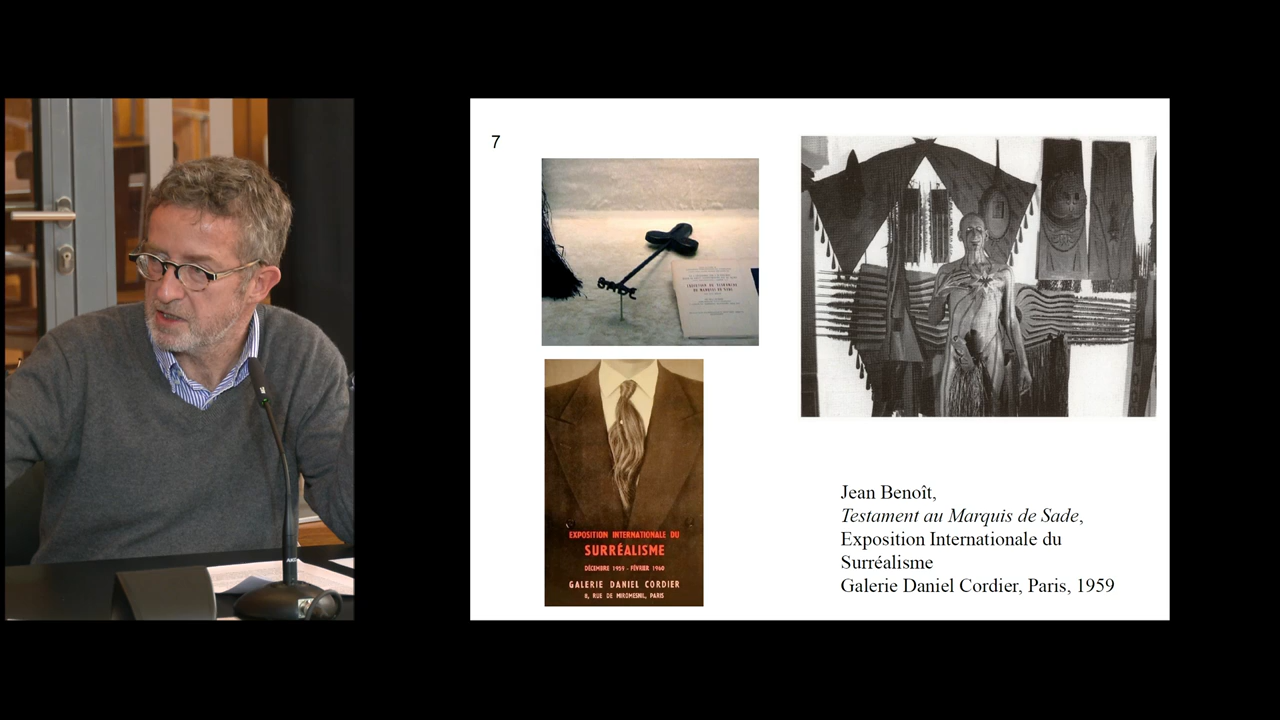 7
SADE
EXPOSITION INTERNATIONALE DU
SURRÉALISME
DÉCEMBRE 1959 - FÉVRIER 1960
GALERIE DANIEL CORDIER
8, RUE DE MIROMESNIL, PARIS
Jean Benoît,
Testament au Marquis de Sade,
Exposition Internationale du
Surréalisme
Galerie Daniel Cordier, Paris, 1959